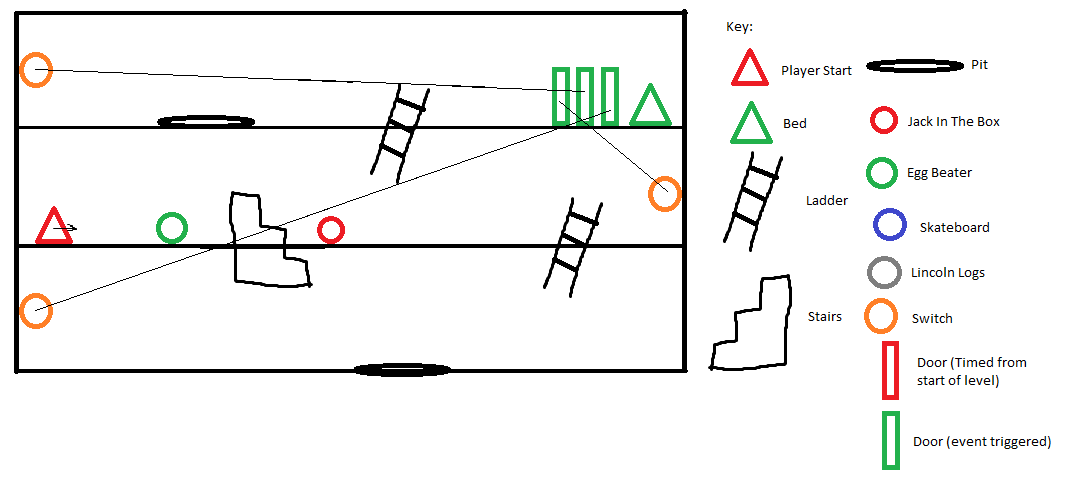 Key:
Player Start
Pit
Bed
Jack In The Box
Egg Beater
Ladder
Skateboard
Lincoln Logs
Stairs
Switch
Door (Timed from
start of level)
Door (event triggered)